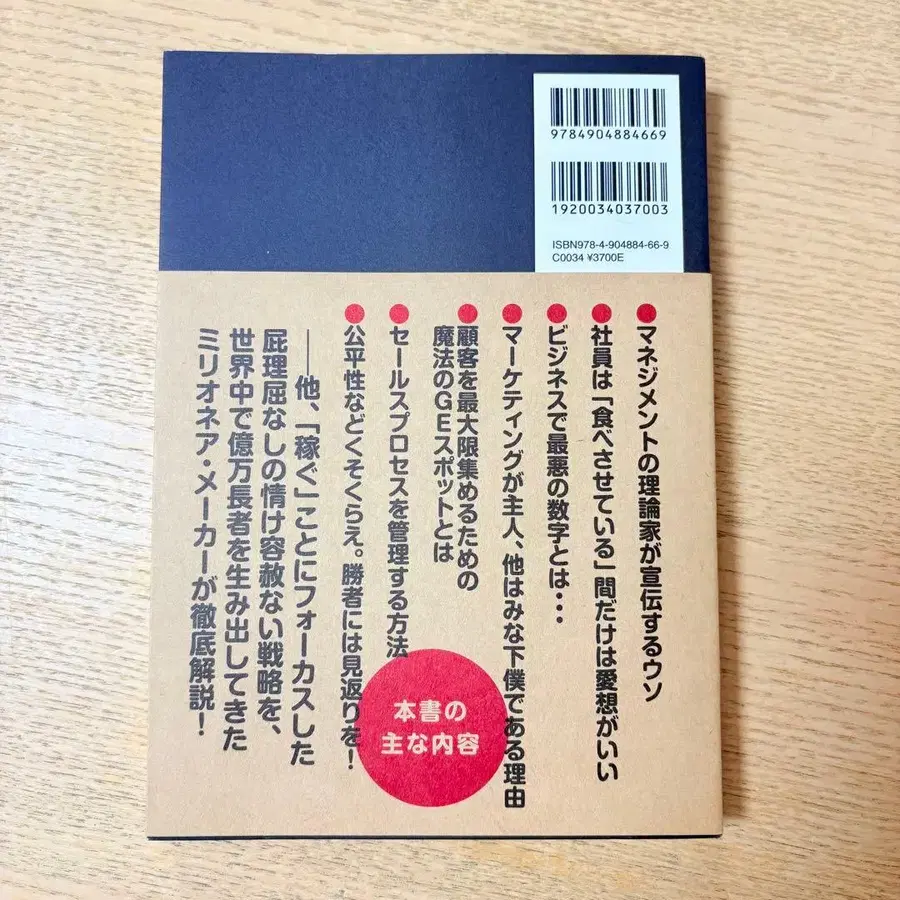 9784904884669
1920034037003
ISBN978-4-904884-66-9
C0034 ¥3700E
●マネジメントの理論家が宣伝するウソ
●社員は「食べさせている」間だけは愛想がいい
●ビジネスで最悪の数字とは・・・
●マーケティングが主人、他はみな下僕である理由
●顧客を最大限集めるための
魔法のGEスポットとは
●セールスプロセスを管理する方法
●公平性などくそくらえ。勝者には見返りを！
――他、「稼ぐ」ことにフォーカスした
屁理屈なしの情け容赦ない戦略を、
世界中で億万長者を生み出してきた
ミリオネア・メーカーが徹底解説！
本書の
主な内容